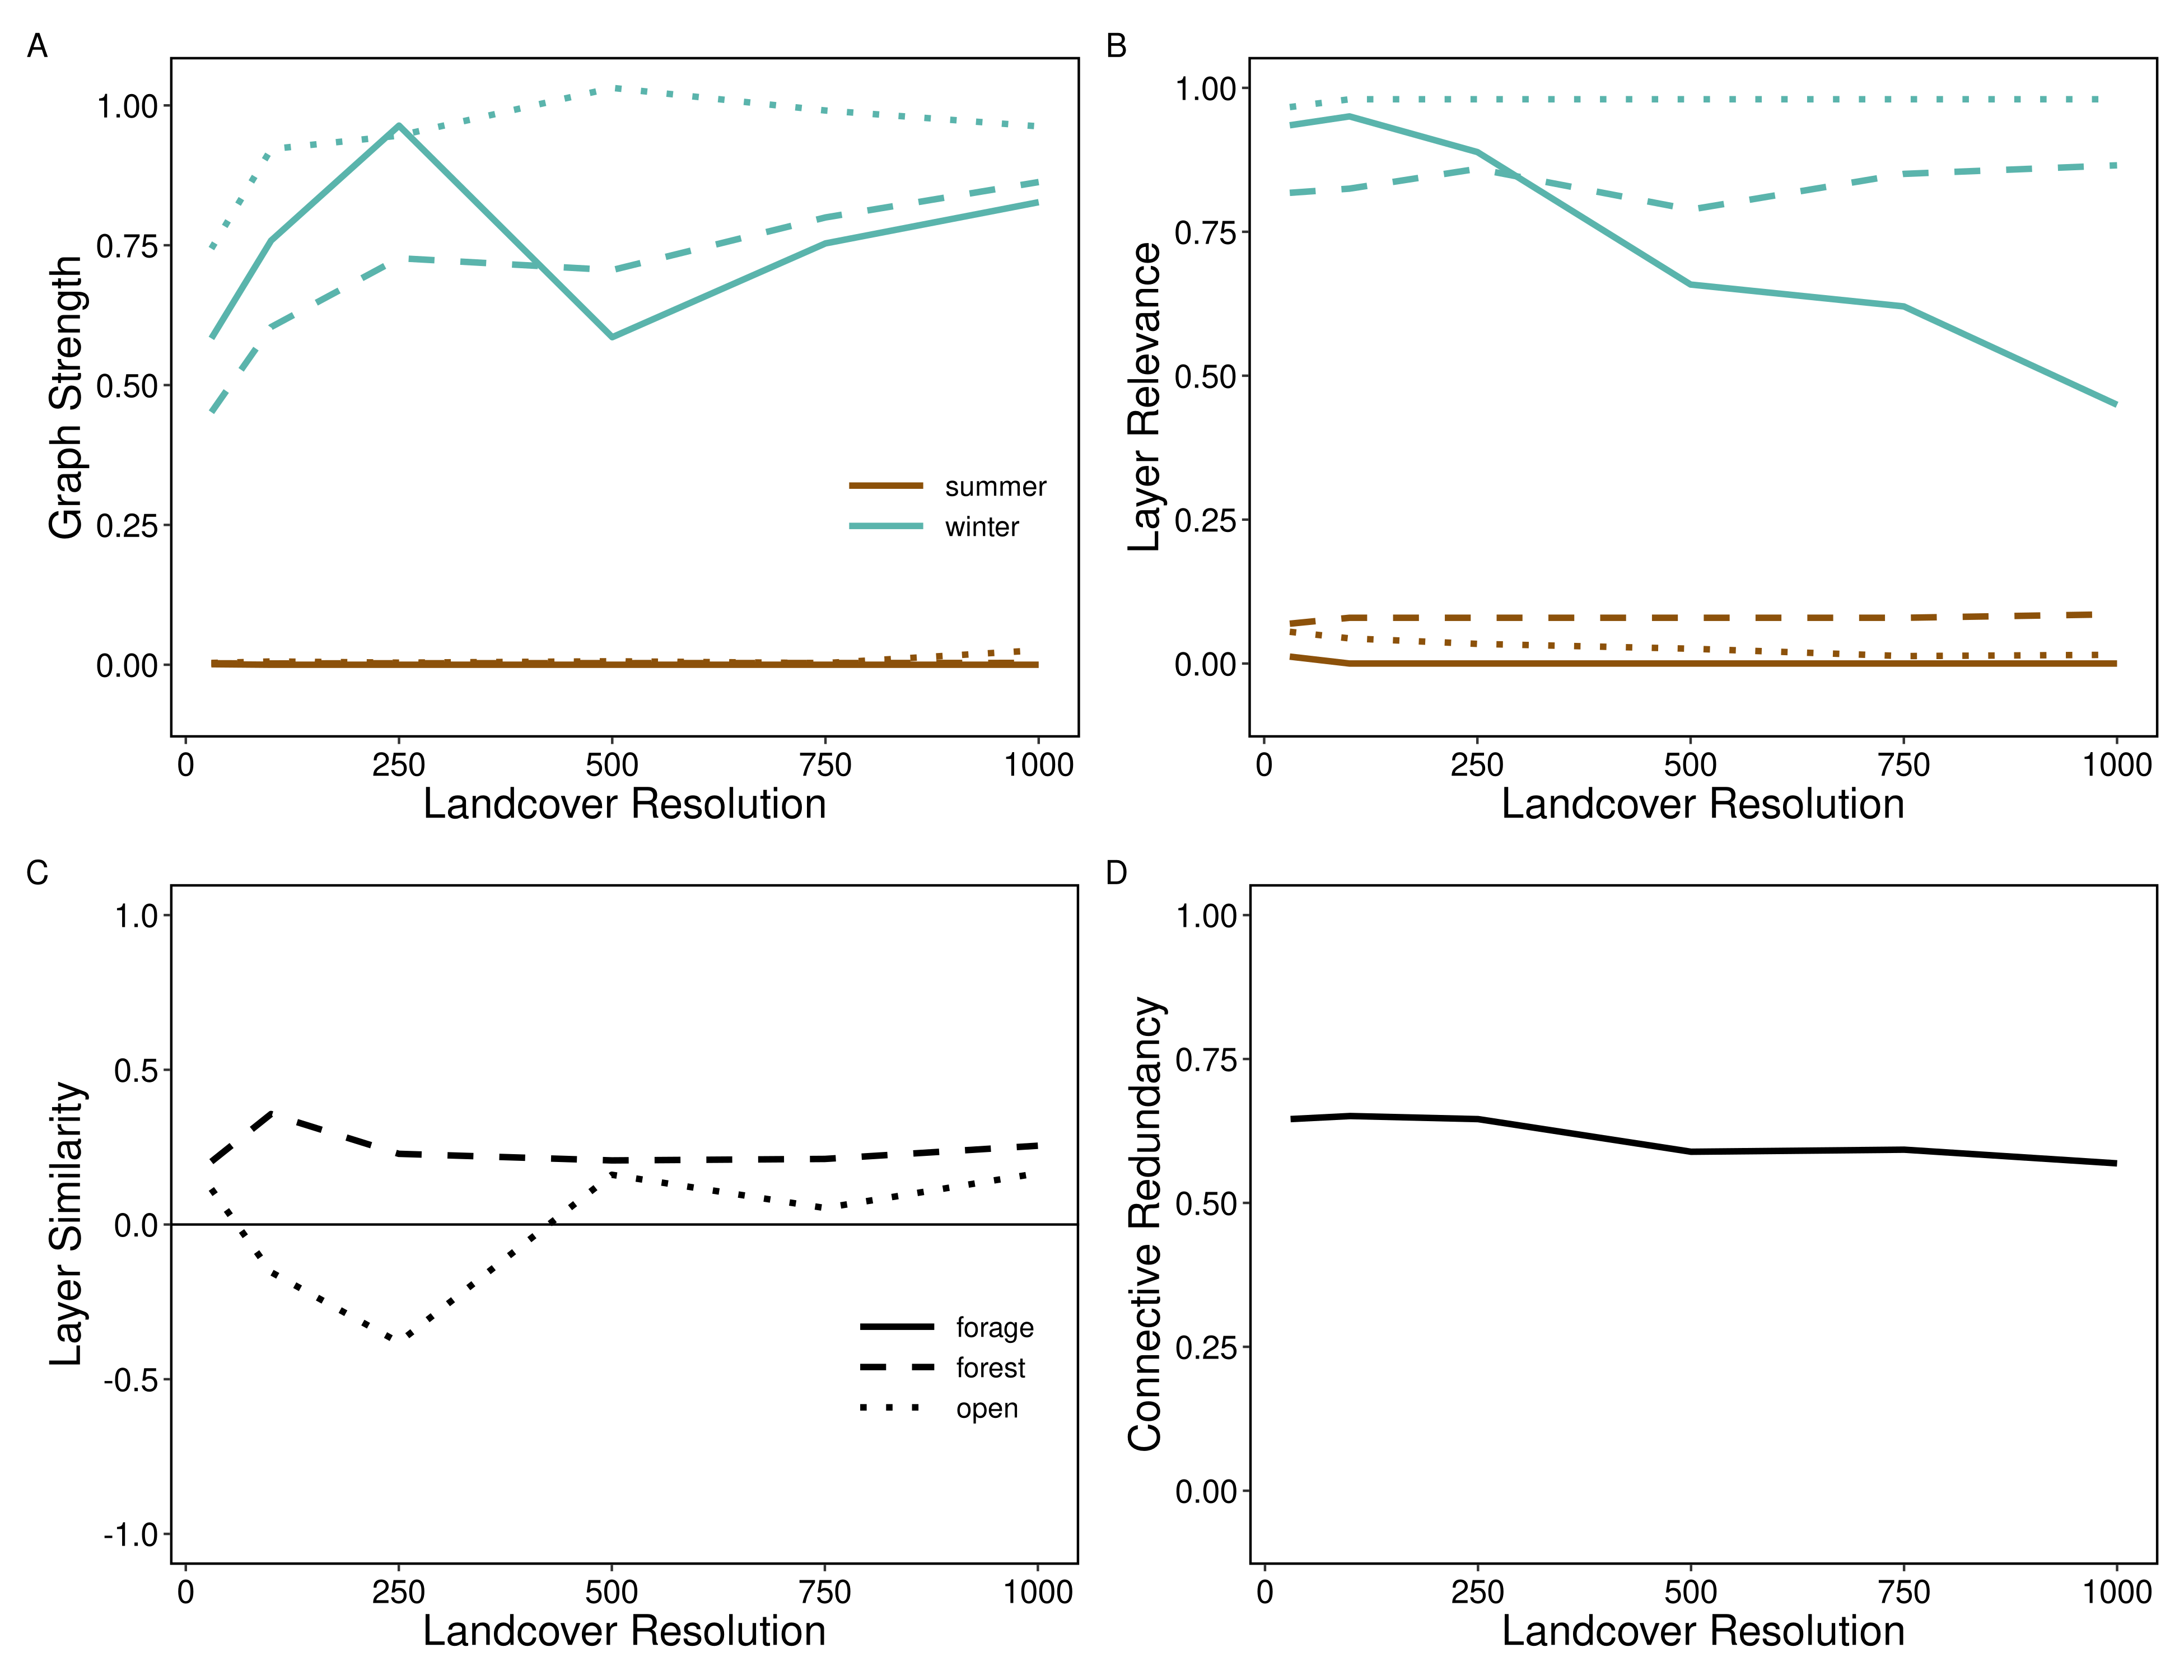 A
Graph Strength
1.00
0.75
0.50
0.25
0.00
summer
winter
0 250 500 750 1000
Landcover Resolution
B
Layer Relevance
1.00
0.75
0.50
0.25
0.00
0 250 500 750 1000
Landcover Resolution
C
Layer Similarity
1.0
0.5
0.0
-0.5
-1.0
forage
forest
open
0 250 500 750 1000
Landcover Resolution
D
Connective Redundancy
1.00
0.75
0.50
0.25
0.00
0 250 500 750 1000
Landcover Resolution